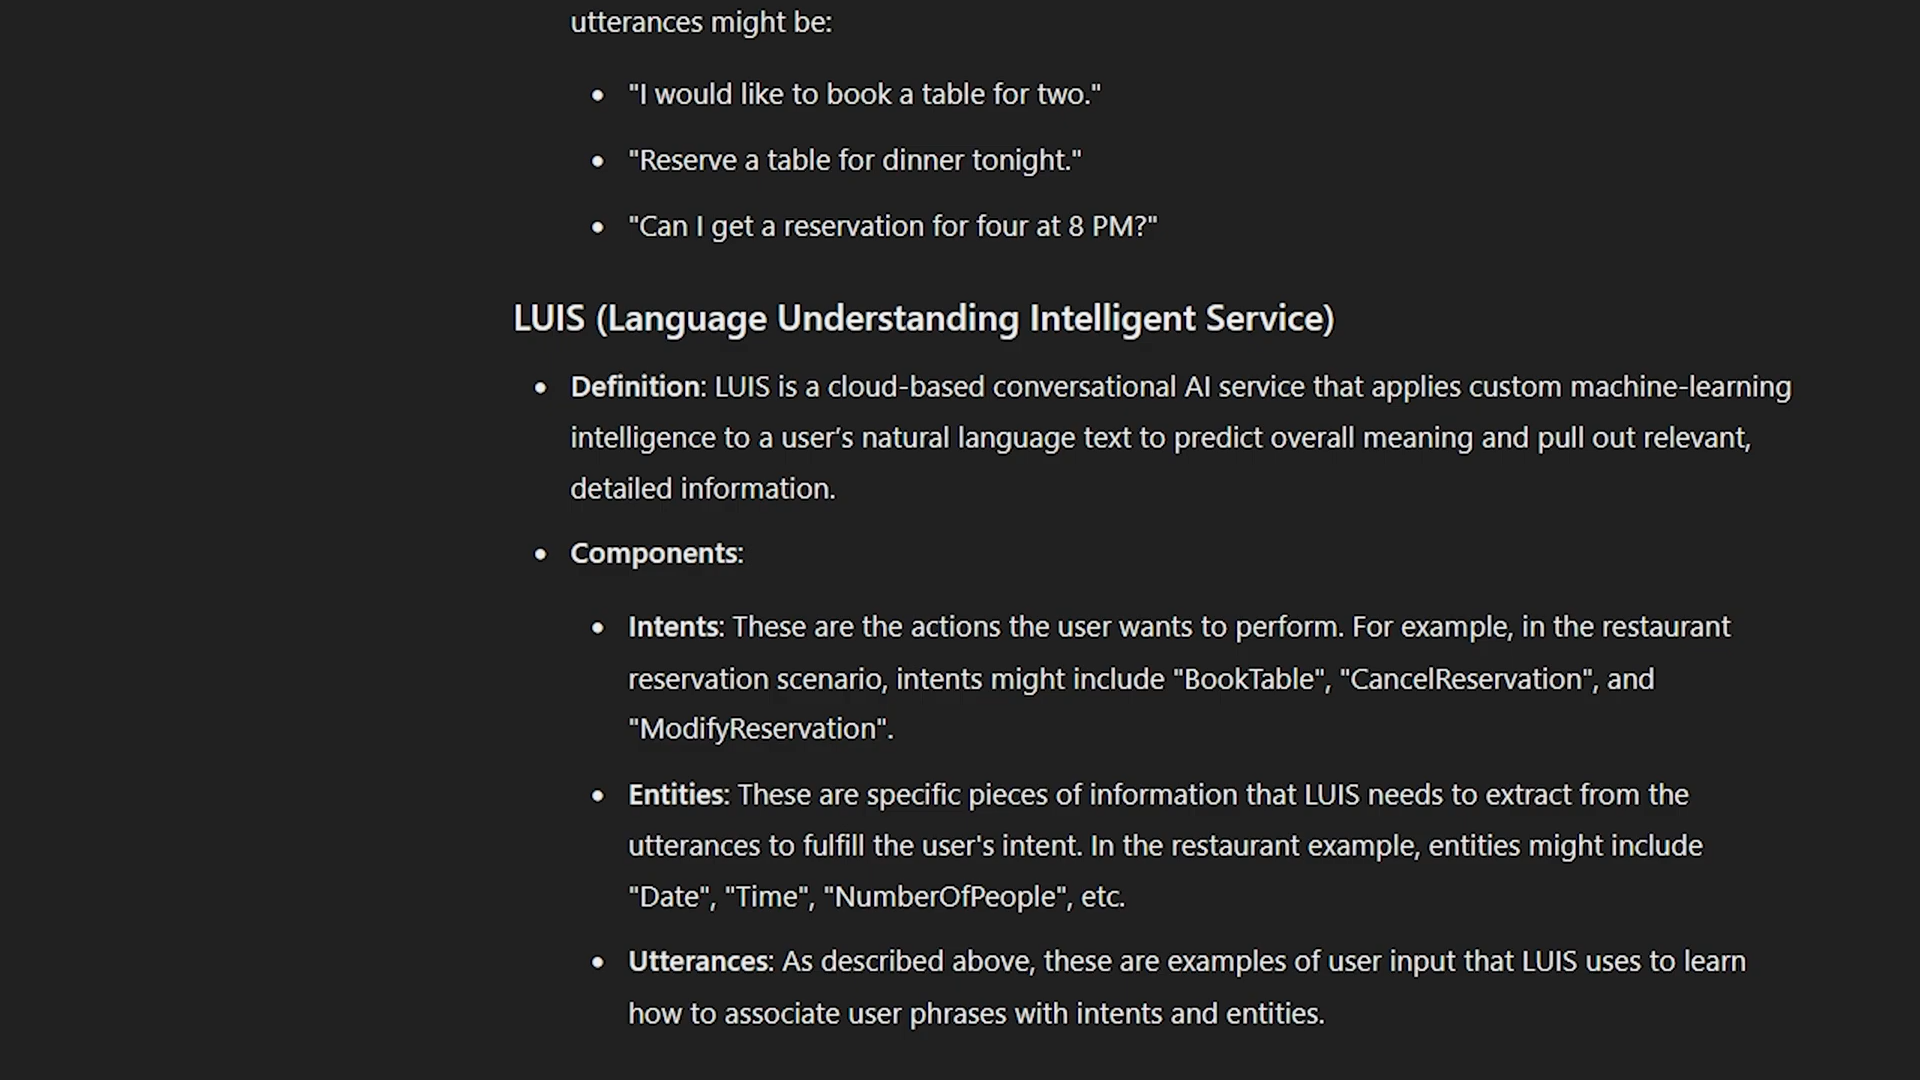 utterances might be:
• "I would like to book a table for two."
• "Reserve a table for dinner tonight."
• "Can I get a reservation for four at 8 PM?"
LUIS (Language Understanding Intelligent Service)
• Definition: LUIS is a cloud-based conversational AI service that applies custom machine-learning
intelligence to a user’s natural language text to predict overall meaning and pull out relevant,
detailed information.
• Components:
• Intents: These are the actions the user wants to perform. For example, in the restaurant
reservation scenario, intents might include "BookTable", "CancelReservation", and
"ModifyReservation".
• Entities: These are specific pieces of information that LUIS needs to extract from the
utterances to fulfill the user's intent. In the restaurant example, entities might include
"Date", "Time", "NumberOfPeople", etc.
• Utterances: As described above, these are examples of user input that LUIS uses to learn
how to associate user phrases with intents and entities.